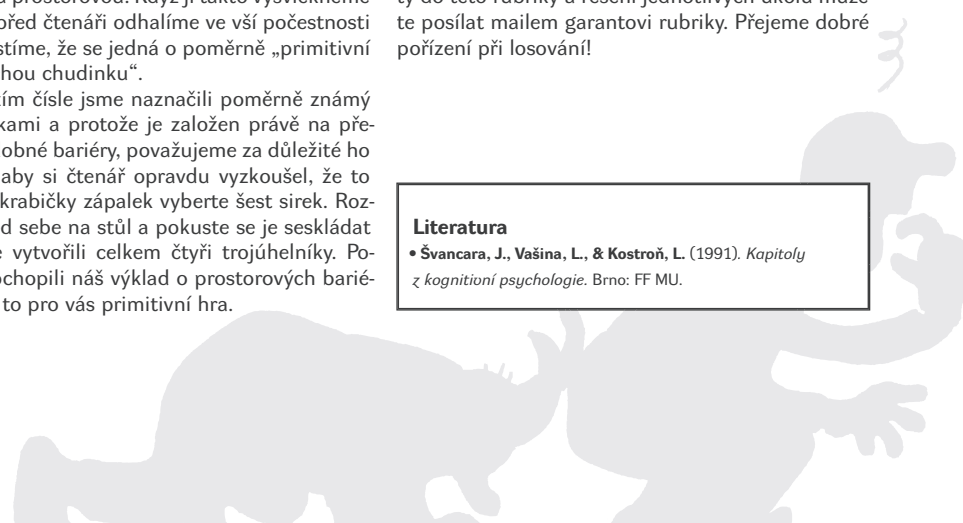 a prostorovou. Když ji takto vysvlékneme
před čtenáři odhalíme ve vší počestnosti
stíme, že se jedná o poměrně „primitivní
hou chudinku“.
ím čísle jsme naznačili poměrně známý
kami a protože je založen právě na pře-
obné bariéry, považujeme za důležité ho
aby si čtenář opravdu vyzkoušel, že to
krabičky zápalek vyberte šest sirek. Roz-
d sebe na stůl a pokuste se je seskládat
e vytvořili celkem čtyři trojúhelníky. Po-
ochopili náš výklad o prostorových barié-
to pro vás primitivní hra.
ty do této rubriky a řešení jednotlivých úkolů může-
te posílat mailem garantovi rubriky. Přejeme dobré
pořízení při losování!
Literatura
• Švancara, J., Vašina, L., & Kostroň, L. (1991). Kapitoly
z kognitioní psychologie. Brno: FF MU.